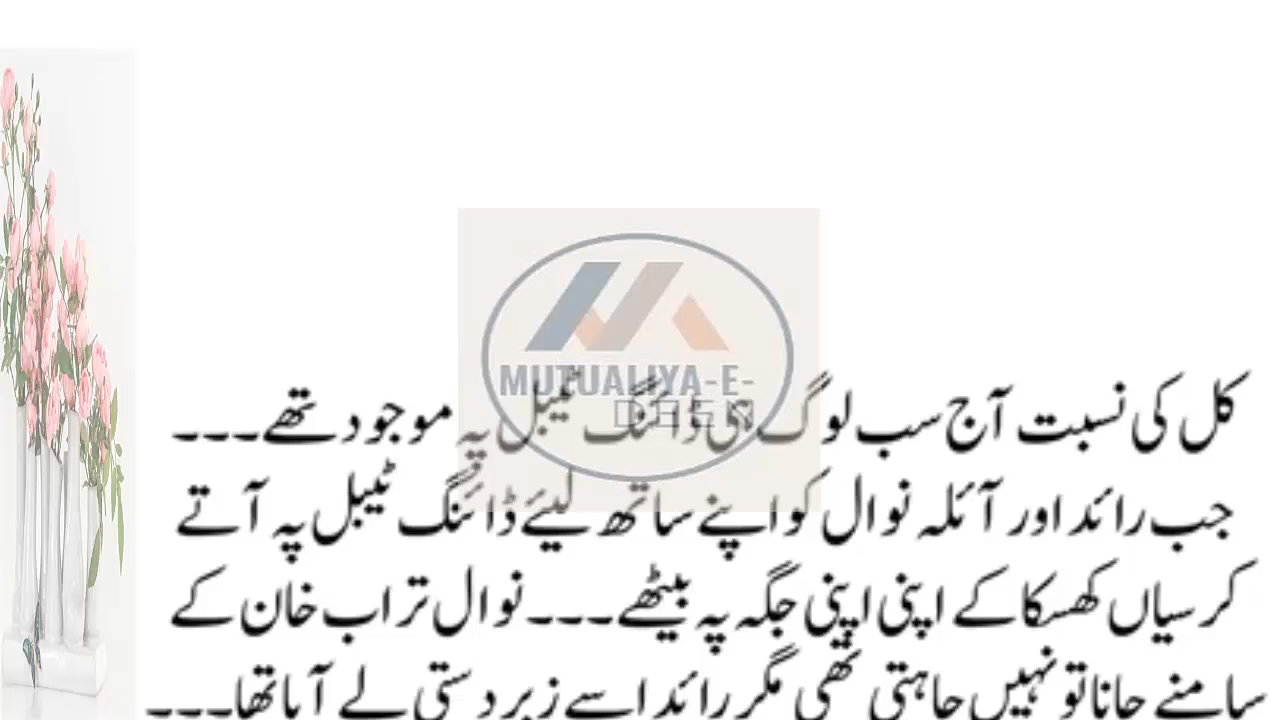 MUTUALIYA-E-
DEEN
کل کی نسبت آج سب لوگ ہی ڈائنگ ٹیبل پہ موجود تھے۔۔۔
جب رائد اور آئلہ نوال کو اپنے ساتھ لیئے ڈائنگ ٹیبل پہ آتے
کرسیاں کھسکا کے اپنی اپنی جگہ پہ بیٹھے۔۔۔ نوال تراب خان کے
سامنے جانا تو نہیں چاہتی تھی مگر رائد اسے زبردستی لے آیا تھا۔۔۔